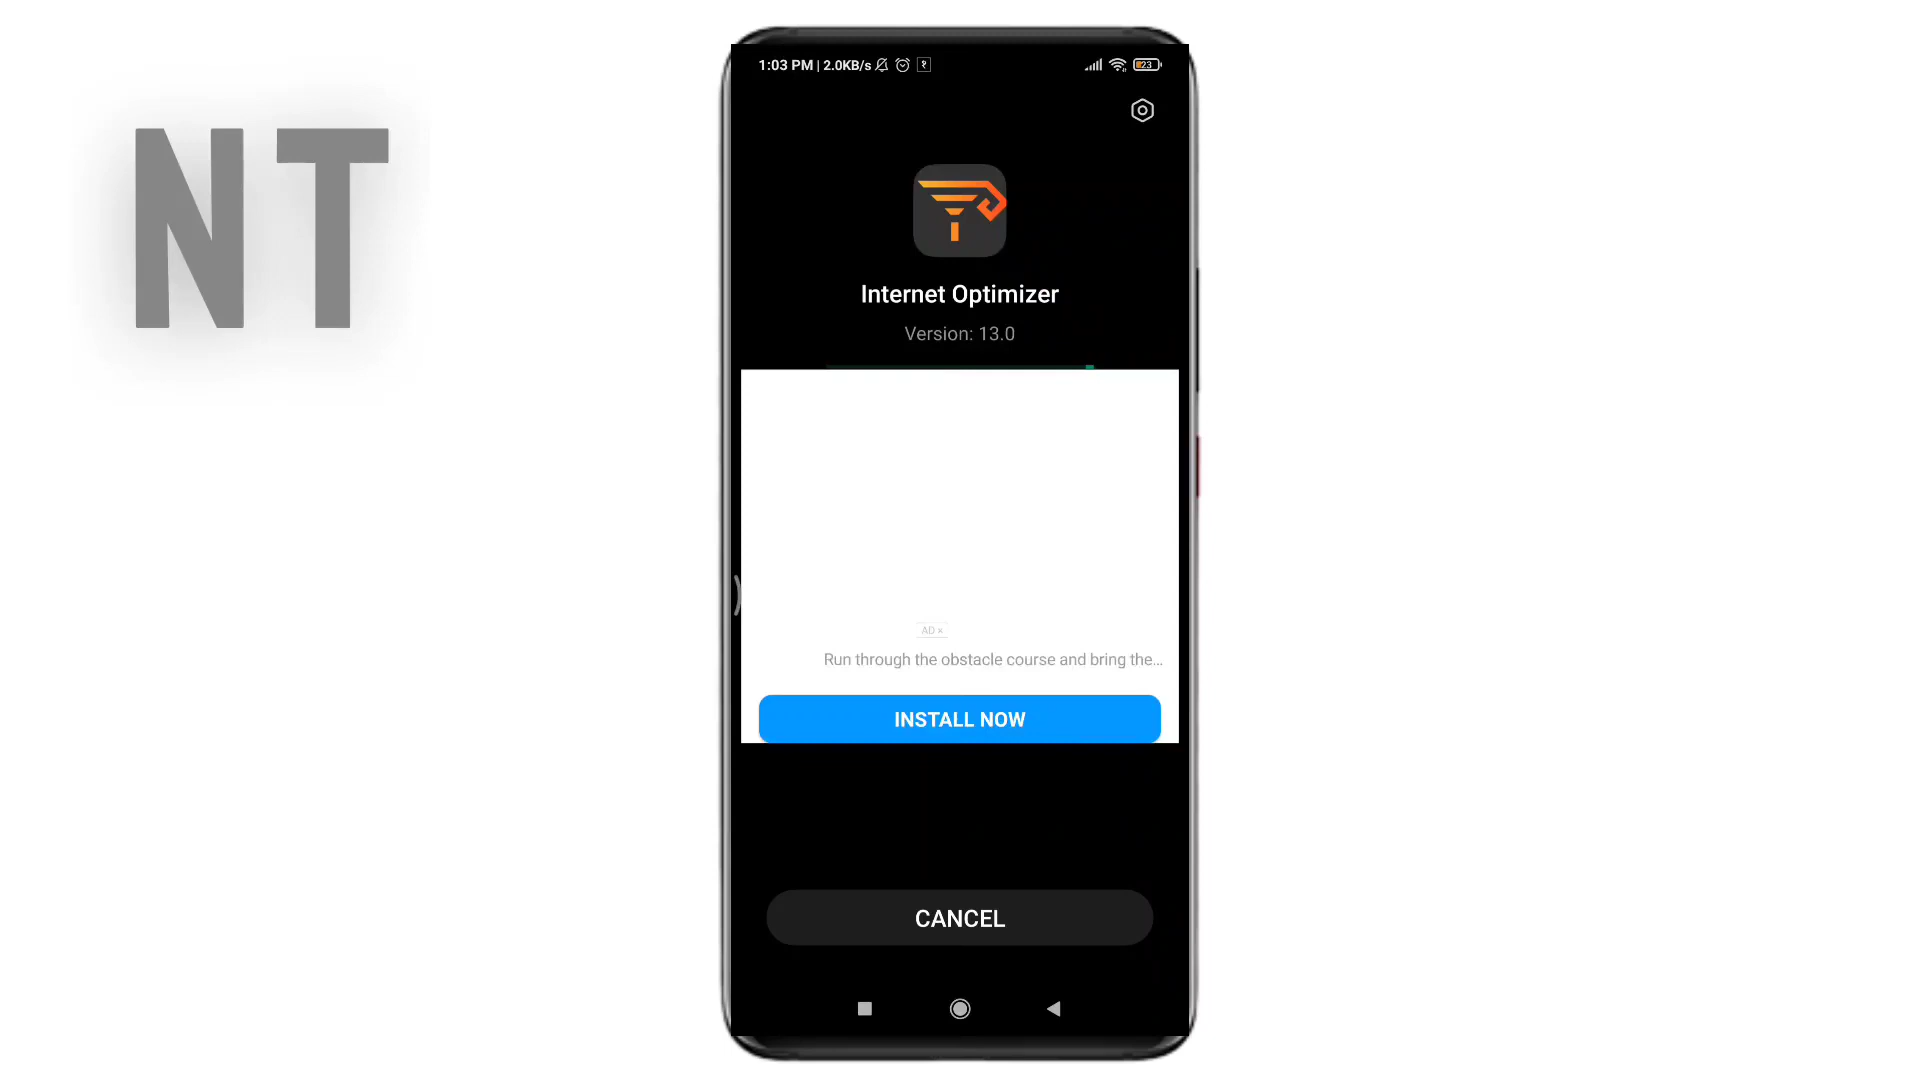 NT
1:03 PM | 2.0KB/s
23
Internet Optimizer
Version: 13.0
AD ×
Run through the obstacle course and bring the...
INSTALL NOW
CANCEL